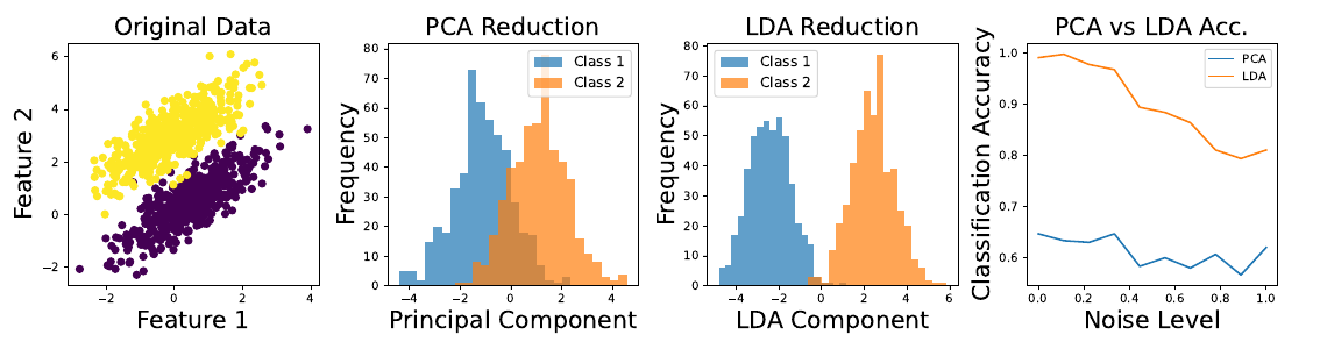 Original Data
6
4
2
0
−2
−2
0
2
4
Feature 1
Feature 2
PCA Reduction
Class 1
Class 2
80
70
60
50
40
30
20
10
0
−4
−2
0
2
4
Principal Component
Frequency
LDA Reduction
Class 1
Class 2
80
70
60
50
40
30
20
10
0
−4
−2
0
2
4
6
LDA Component
Frequency
PCA vs LDA Acc.
PCA
LDA
1.0
0.9
0.8
0.7
0.6
0.0
0.2
0.4
0.6
0.8
1.0
Noise Level
Classification Accuracy